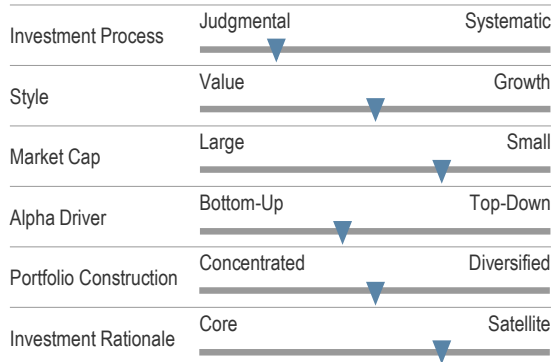 Judgmental Systematic
Investment Process
Value Growth
Style
Large Small
Market Cap
Bottom-Up Top-Down
Alpha Driver
Concentrated Diversified
Portfolio Construction
Core Satellite
Investment Rationale